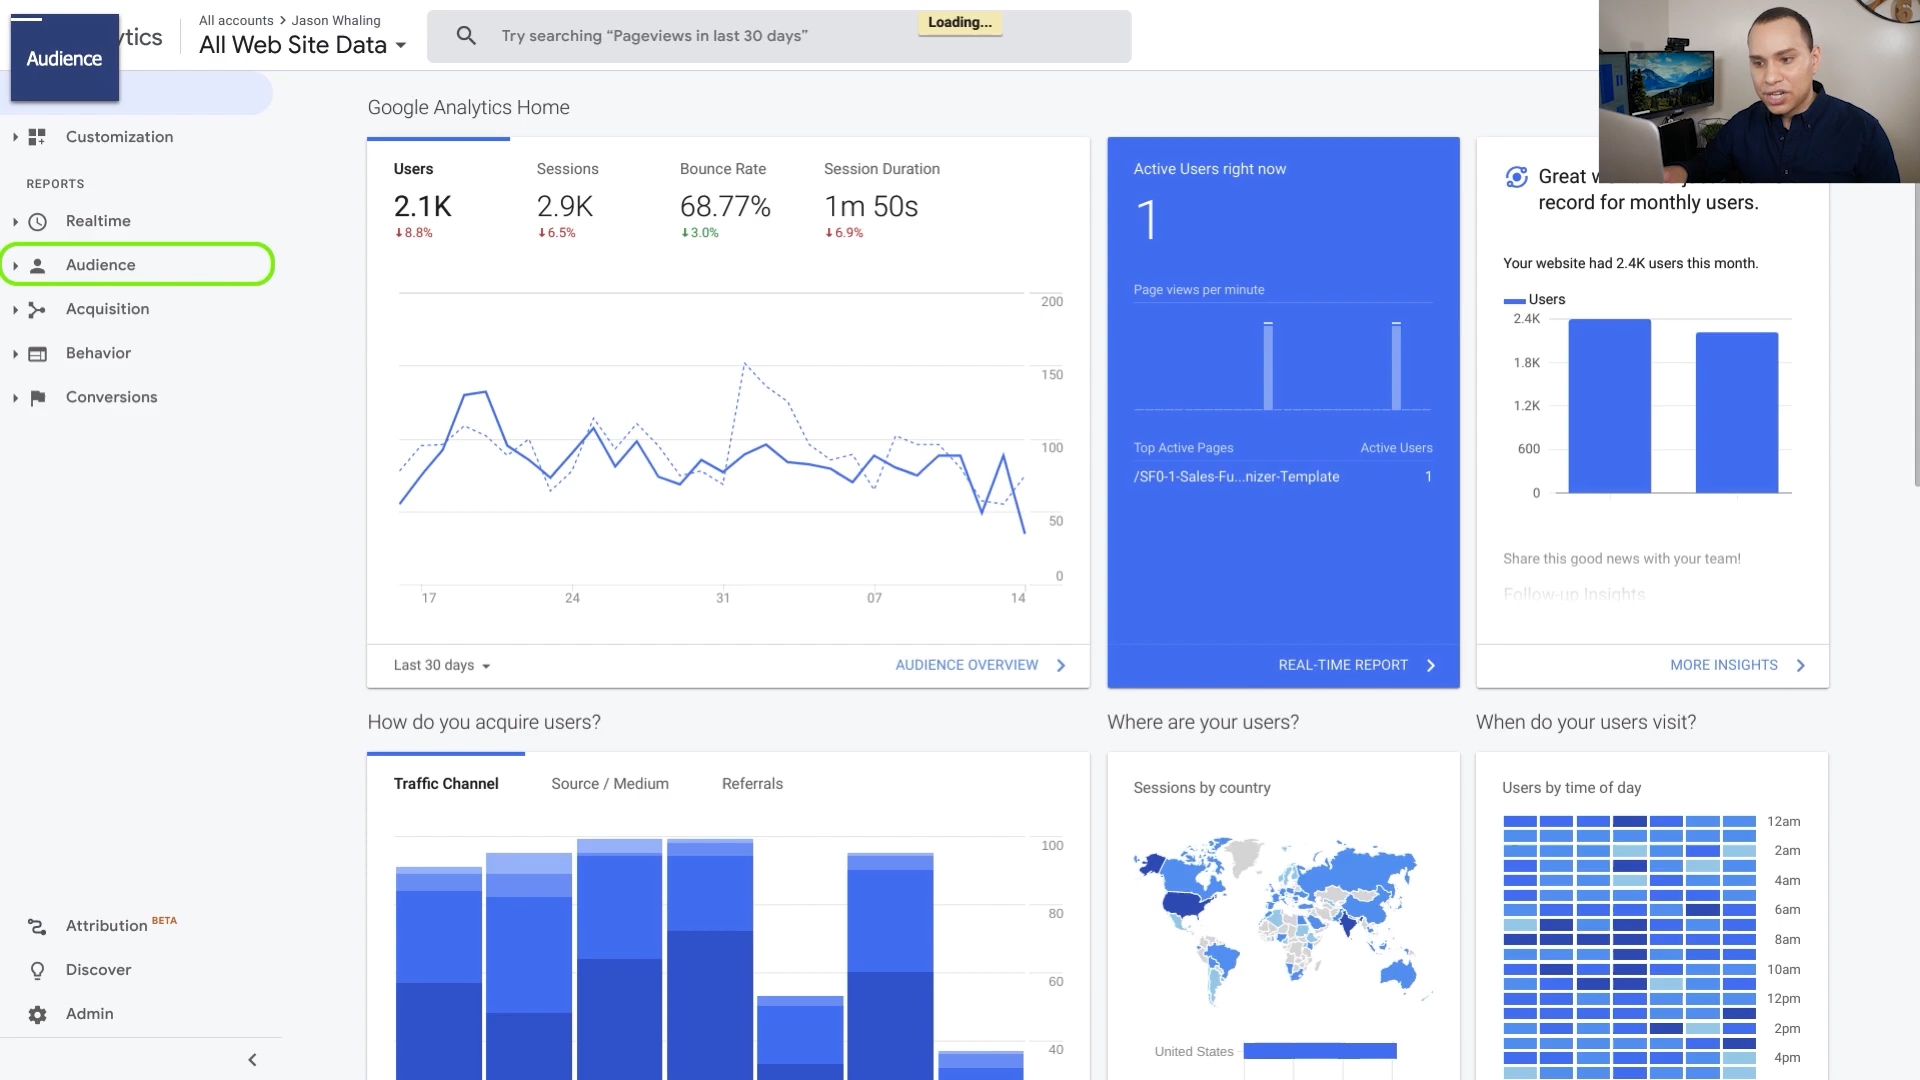 Audience
ytics
All accounts > Jason Whaling
All Web Site Data
Try searching “Pageviews in last 30 days”
Loading...
Customization
REPORTS
Realtime
Audience
Acquisition
Behavior
Conversions
Attribution BETA
Discover
Admin
Google Analytics Home
Users Sessions Bounce Rate Session Duration
2.1K 2.9K 68.77% 1m 50s
8.8% 6.5% 3.0% 6.9%
200
150
100
50
0
17 24 31 07 14
Last 30 days AUDIENCE OVERVIEW
Active Users right now
1
Page views per minute
Top Active Pages Active Users
/SF0-1-Sales-Fu...nizer-Template 1
REAL-TIME REPORT
Great
record for monthly users.
Your website had 2.4K users this month.
Users
2.4K
1.8K
1.2K
600
0
Share this good news with your team!
Follow-up Insights
MORE INSIGHTS
How do you acquire users?
Traffic Channel Source / Medium Referrals
100
80
60
40
Where are your users?
Sessions by country
United States
When do your users visit?
Users by time of day
12am
2am
4am
6am
8am
10am
12pm
2pm
4pm